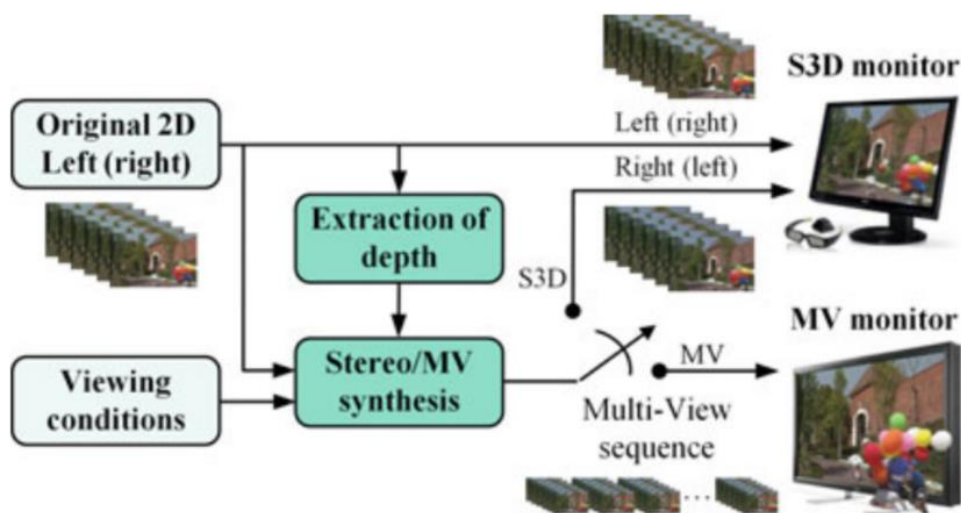 S3D monitor
Original 2D
Left (right)
Left (right)
Right (left)
Extraction of
depth
S3D
MV monitor
Stereo/MV
synthesis
MV
Viewing
conditions
Multi-View
sequence
...